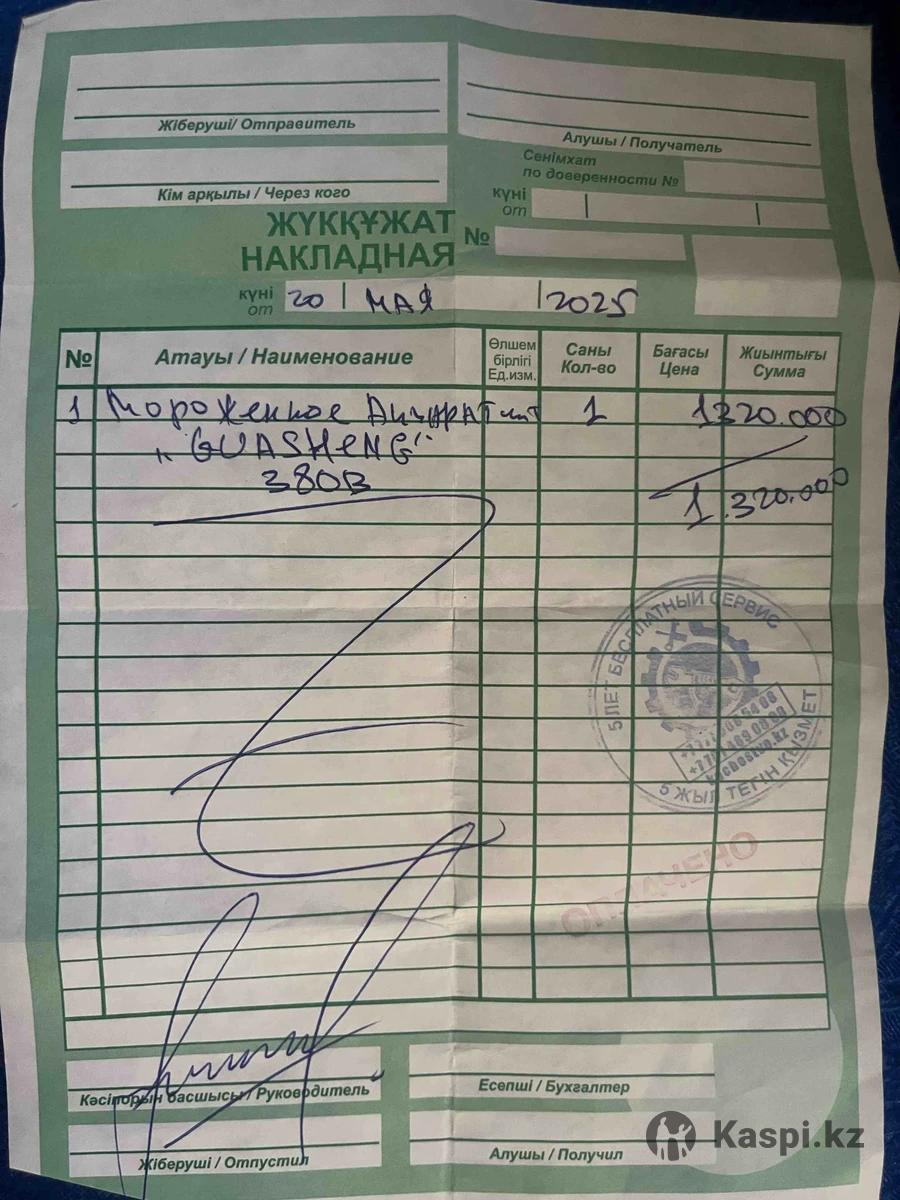 Жіберуші/ Отправитель
Алушы / Получатель
Кім арқылы / Через кого
Сенімхат
по доверенности №
күні
от
ЖҮКҚҰЖАТ
НАКЛАДНАЯ
№
күні
от
20 МАЯ 2025
№ Атауы / Наименование Өлшем бірлігі Ед.изм. Саны Кол-во Бағасы Цена Жиынтығы Сумма
1 Мороженное 1 1320.000
„GUASHENG"
380В
1.320.000
5 ЛЕТ БЕСПЛАТНЫЙ СЕРВИС
5 ЖЫЛ ТЕГІН ҚЫЗМЕТ
ОПЛАЧЕНО
Кәсіпорын басшысы / Руководитель
Есепші / Бухгалтер
Жіберуші / Отпустил
Алушы / Получил
Kaspi.kz